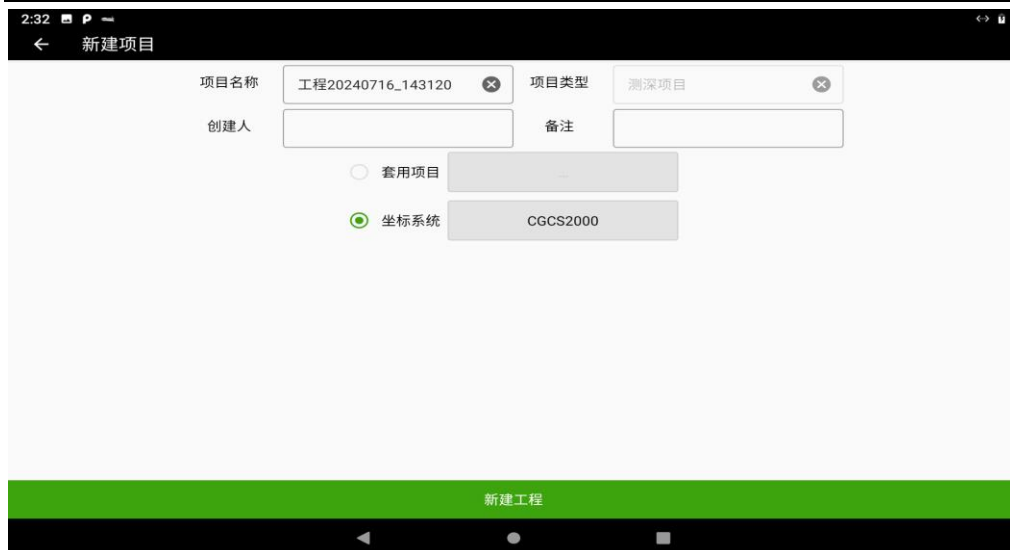 2:32
新建项目
项目名称 工程20240716_143120 项目类型 测深项目
创建人 备注
套用项目 ...
坐标系统 CGCS2000
新建工程